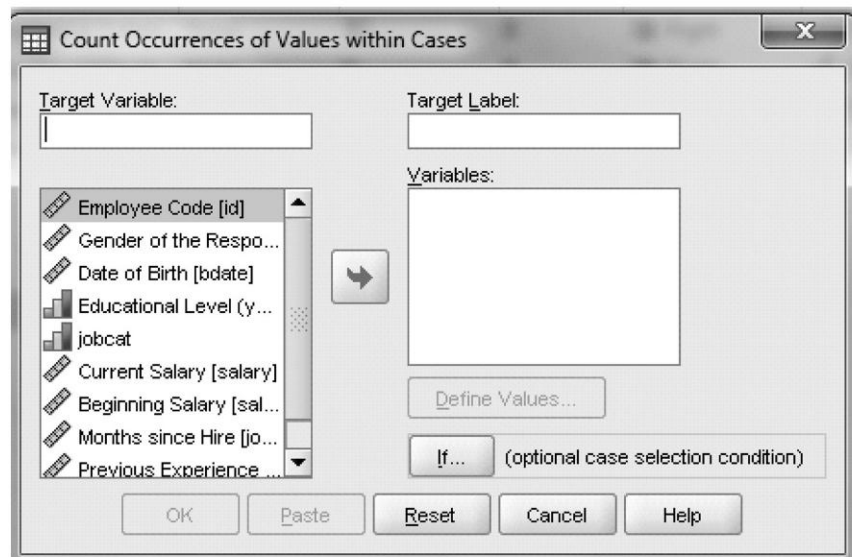 Count Occurrences of Values within Cases
Target Variable:
Target Label:
Variables:
Employee Code [id]
Gender of the Respo...
Date of Birth [bdate]
Educational Level (y...
jobcat
Current Salary [salary]
Beginning Salary [sal...
Months since Hire [jo...
Previous Experience ...
Define Values...
If... (optional case selection condition)
OK Paste Reset Cancel Help